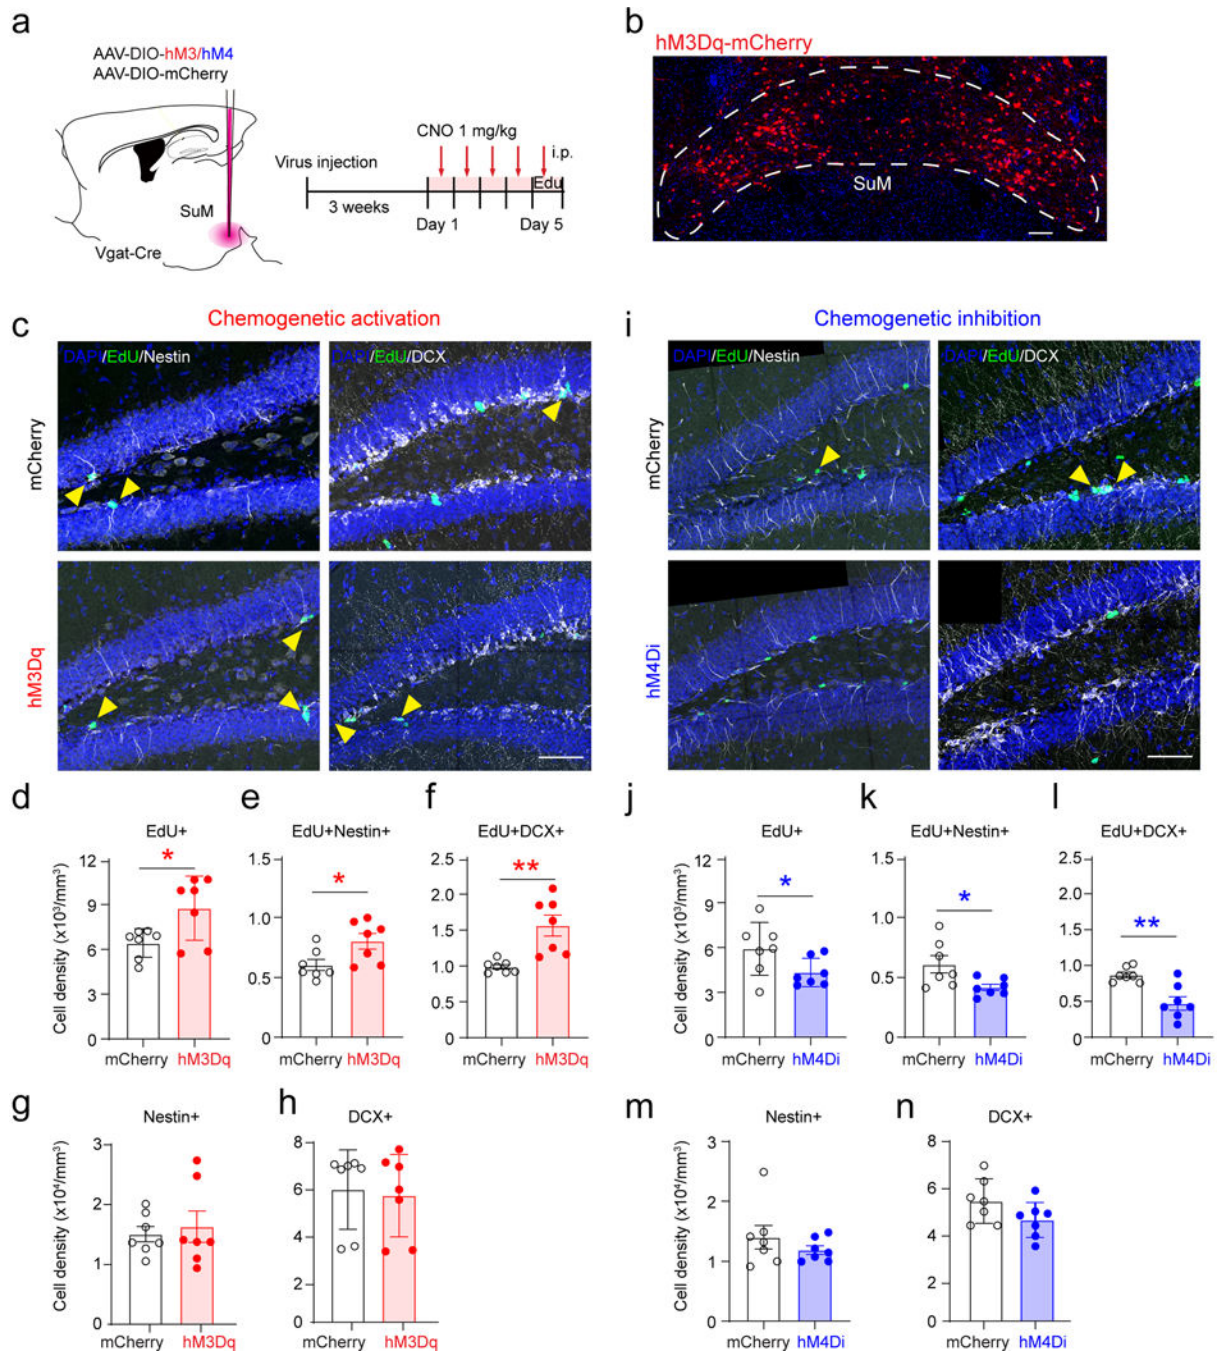 a
AAV-DIO-hM3/hM4
AAV-DIO-mCherry
SuM
Vgat-Cre
Virus injection
3 weeks
CNO 1 mg/kg
i.p.
Edu
Day 1
Day 5
b
hM3Dq-mCherry
SuM
c
Chemogenetic activation
DAPI/EdU/Nestin
DAPI/EdU/DCX
mCherry
hM3Dq
i
Chemogenetic inhibition
DAPI/EdU/Nestin
DAPI/EdU/DCX
mCherry
hM4Di
d
EdU+
Cell density (x10³/mm³)
12
9
6
3
0
*
mCherry
hM3Dq
e
EdU+Nestin+
1.5
1.0
0.5
0
*
mCherry
hM3Dq
f
EdU+DCX+
2.5
2.0
1.5
1.0
0.5
0
**
mCherry
hM3Dq
j
EdU+
Cell density (x10³/mm³)
12
9
6
3
0
*
mCherry
hM4Di
k
EdU+Nestin+
1.5
1.0
0.5
0
*
mCherry
hM4Di
l
EdU+DCX+
2.5
2.0
1.5
1.0
0.5
0
**
mCherry
hM4Di
g
Nestin+
Cell density (x10⁴/mm³)
3
2
1
0
mCherry
hM3Dq
h
DCX+
8
6
4
2
0
mCherry
hM3Dq
m
Nestin+
Cell density (x10⁴/mm³)
3
2
1
0
mCherry
hM4Di
n
DCX+
8
6
4
2
0
mCherry
hM4Di